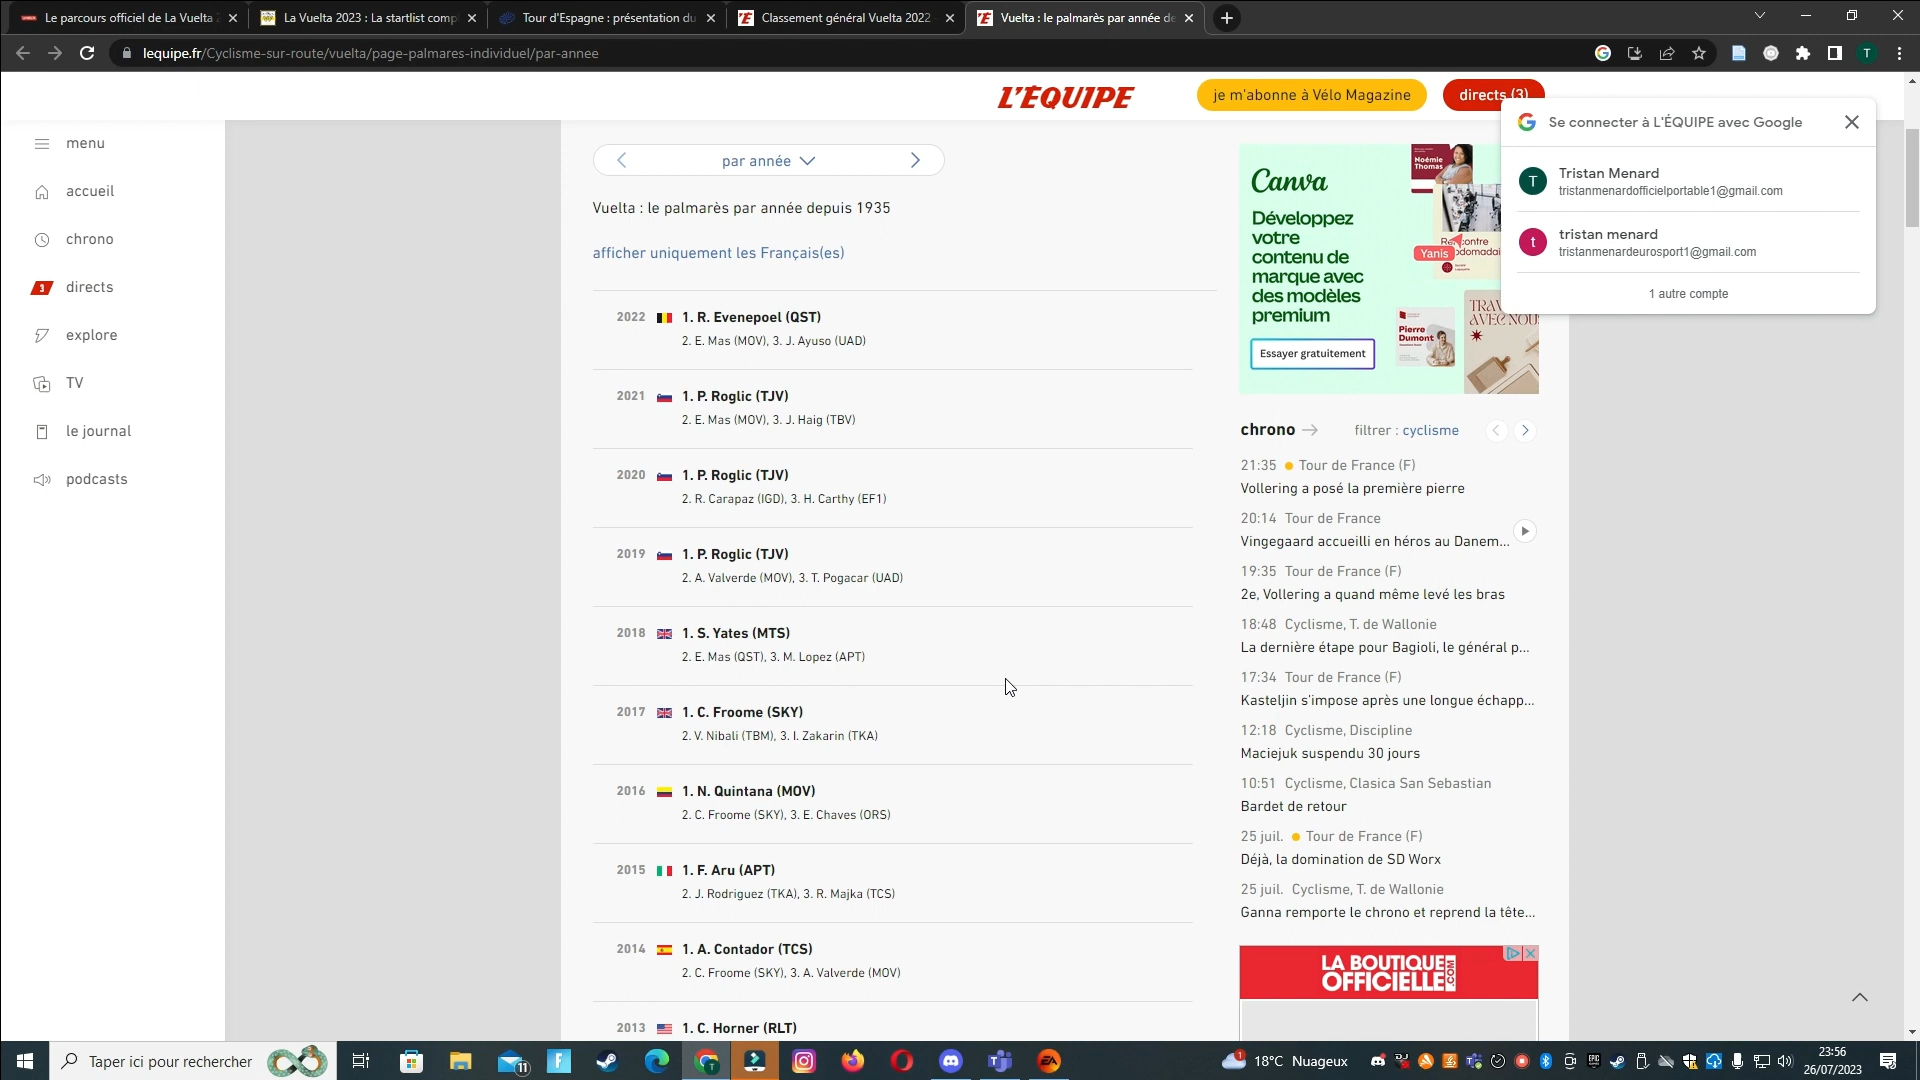 Le parcours officiel de La Vuelta 2
La Vuelta 2023 : La startlist comp
Tour d'Espagne : présentation du
Classement général Vuelta 2022
Vuelta : le palmarès par année de
lequipe.fr/Cyclisme-sur-route/vuelta/page-palmares-individuel/par-annee
T
L'ÉQUIPE
je m'abonne à Vélo Magazine
directs (3)
menu
accueil
chrono
3 directs
explore
TV
le journal
podcasts
par année
Vuelta : le palmarès par année depuis 1935
afficher uniquement les Français(es)
2022 1. R. Evenepoel (QST)
2. E. Mas (MOV), 3. J. Ayuso (UAD)
2021 1. P. Roglic (TJV)
2. E. Mas (MOV), 3. J. Haig (TBV)
2020 1. P. Roglic (TJV)
2. R. Carapaz (IGD), 3. H. Carthy (EF1)
2019 1. P. Roglic (TJV)
2. A. Valverde (MOV), 3. T. Pogacar (UAD)
2018 1. S. Yates (MTS)
2. E. Mas (QST), 3. M. Lopez (APT)
2017 1. C. Froome (SKY)
2. V. Nibali (TBM), 3. I. Zakarin (TKA)
2016 1. N. Quintana (MOV)
2. C. Froome (SKY), 3. E. Chaves (ORS)
2015 1. F. Aru (APT)
2. J. Rodriguez (TKA), 3. R. Majka (TCS)
2014 1. A. Contador (TCS)
2. C. Froome (SKY), 3. A. Valverde (MOV)
2013 1. C. Horner (RLT)
Se connecter à L'ÉQUIPE avec Google
T Tristan Menard
tristanmenardofficielportable1@gmail.com
t tristan menard
tristanmenardeurosport1@gmail.com
1 autre compte
Canva
Développez
votre
contenu de
marque avec
des modèles
premium
Essayer gratuitement
Noémie
Thomas
Yanis
Pierre
Dumont
chrono
filtrer : cyclisme
21:35 Tour de France (F)
Vollering a posé la première pierre
20:14 Tour de France
Vingegaard accueilli en héros au Danem...
19:35 Tour de France (F)
2e, Vollering a quand même levé les bras
18:48 Cyclisme, T. de Wallonie
La dernière étape pour Bagioli, le général p...
17:34 Tour de France (F)
Kasteljin s'impose après une longue échapp...
12:18 Cyclisme, Discipline
Maciejuk suspendu 30 jours
10:51 Cyclisme, Clasica San Sebastian
Bardet de retour
25 juil. Tour de France (F)
Déjà, la domination de SD Worx
25 juil. Cyclisme, T. de Wallonie
Ganna remporte le chrono et reprend la tête...
LA BOUTIQUE
OFFICIELLE.COM
Taper ici pour rechercher
11
18°C Nuageux
23:56
26/07/2023